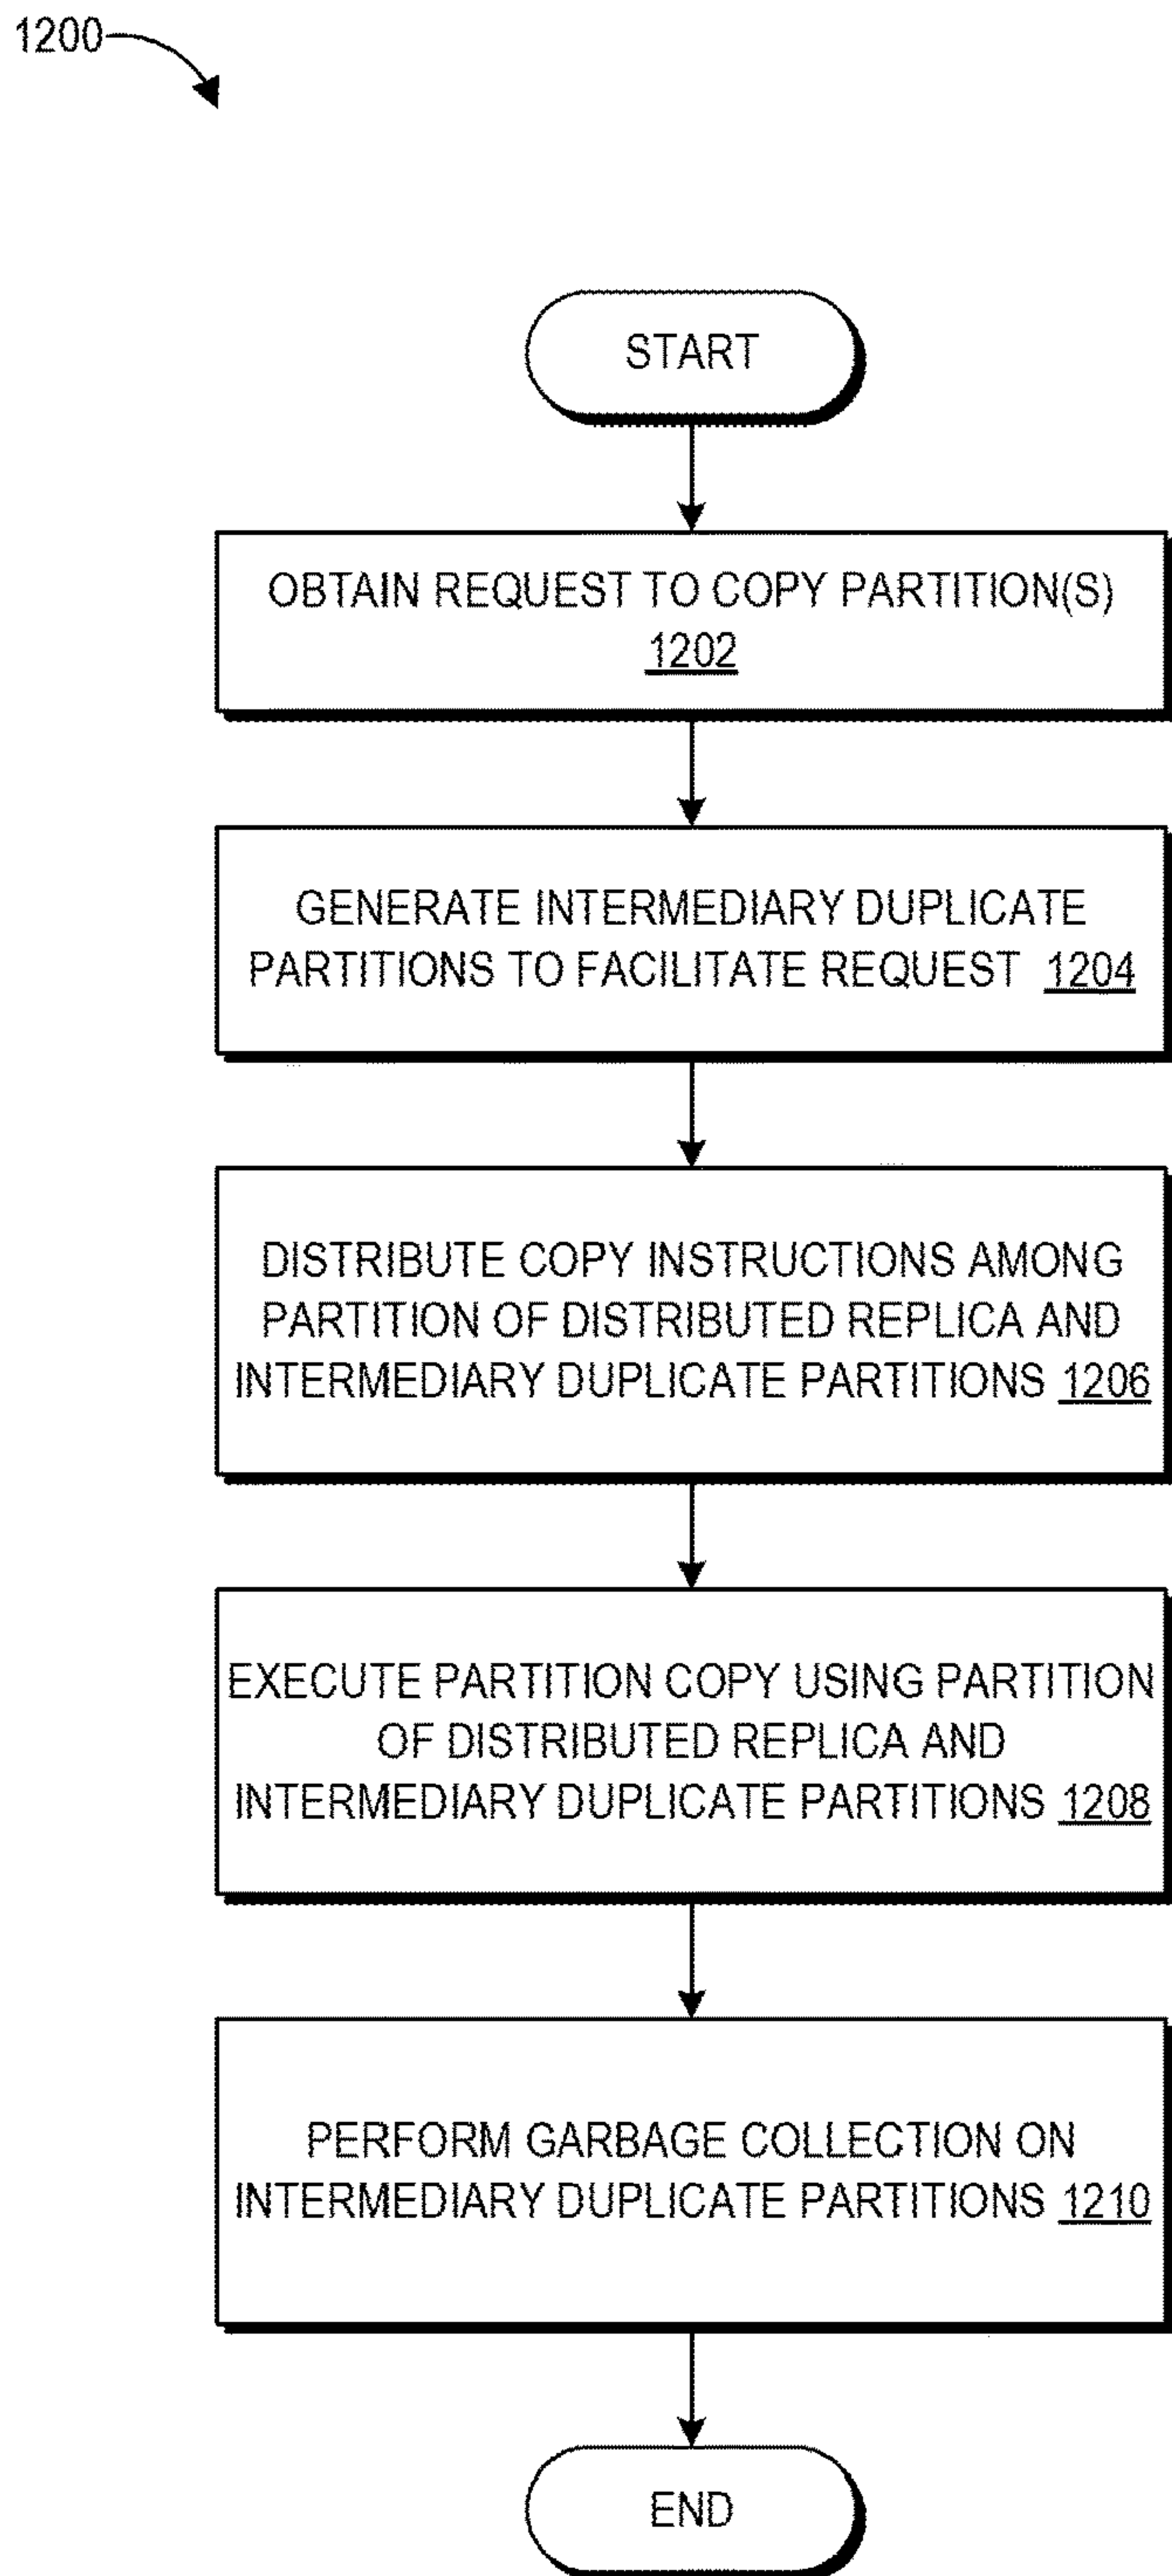 1200
START
OBTAIN REQUEST TO COPY PARTITION(S)
1202
GENERATE INTERMEDIARY DUPLICATE
PARTITIONS TO FACILITATE REQUEST 1204
DISTRIBUTE COPY INSTRUCTIONS AMONG
PARTITION OF DISTRIBUTED REPLICA AND
INTERMEDIARY DUPLICATE PARTITIONS 1206
EXECUTE PARTITION COPY USING PARTITION
OF DISTRIBUTED REPLICA AND
INTERMEDIARY DUPLICATE PARTITIONS 1208
PERFORM GARBAGE COLLECTION ON
INTERMEDIARY DUPLICATE PARTITIONS 1210
END